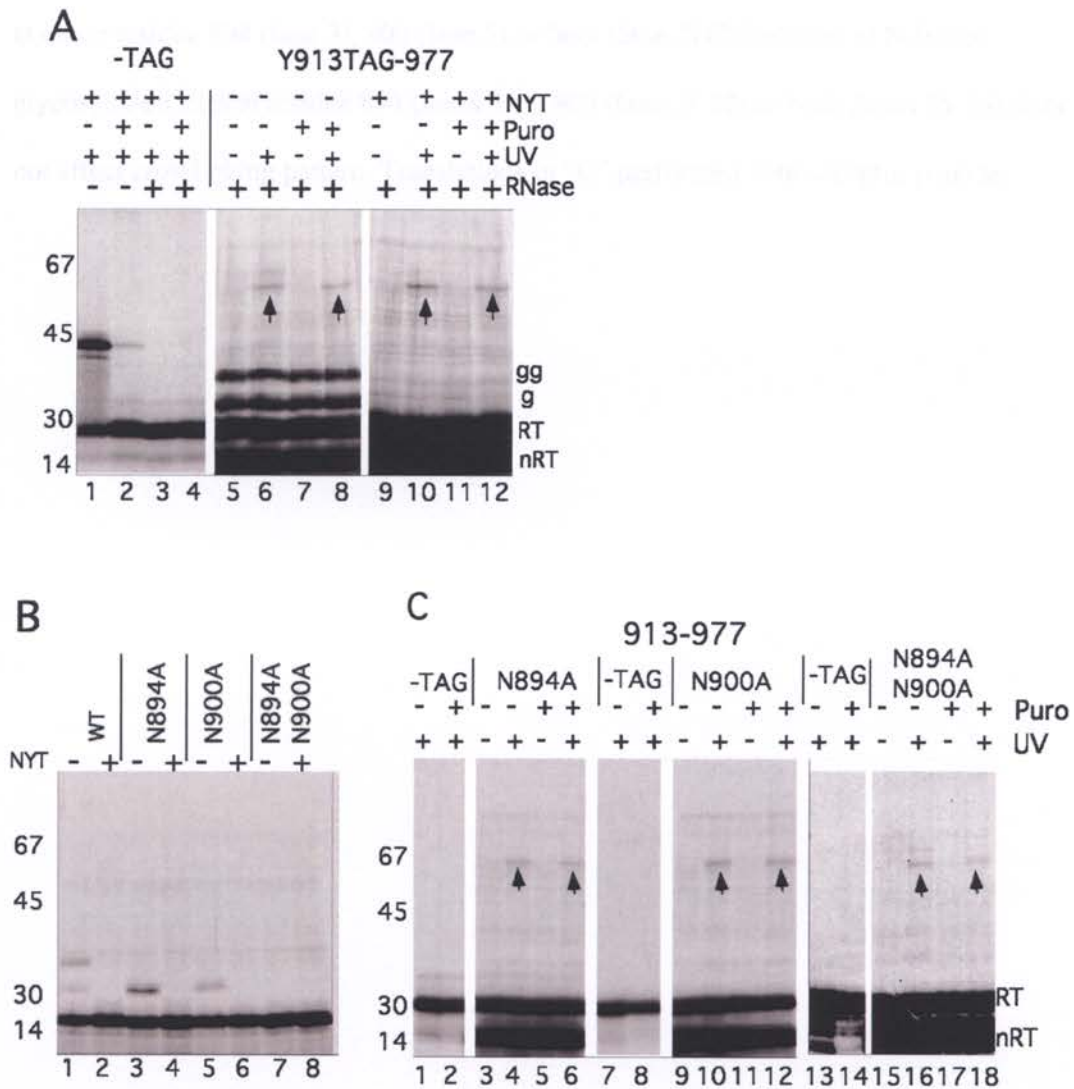 A
-TAG Y913TAG-977
+ + + + - - - - + + + + NYT
- + - + - - + + - - + + Puro
+ + + + - + - + - + - + UV
- - + + + + + + + + + + RNase
67
45
30
14
gg
g
RT
nRT
1 2 3 4 5 6 7 8 9 10 11 12
B
WT N894A N900A N894A N900A
NYT - + - + - + - +
67
45
30
14
1 2 3 4 5 6 7 8
C
913-977
-TAG N894A -TAG N900A -TAG N894A
N900A
- + - - + + - + - - + + - + - - + + Puro
+ + - + - + + + - + - + + + - + - + UV
67
45
30
14
RT
nRT
1 2 3 4 5 6 7 8 9 10 11 12 13 14 15 16 17 18